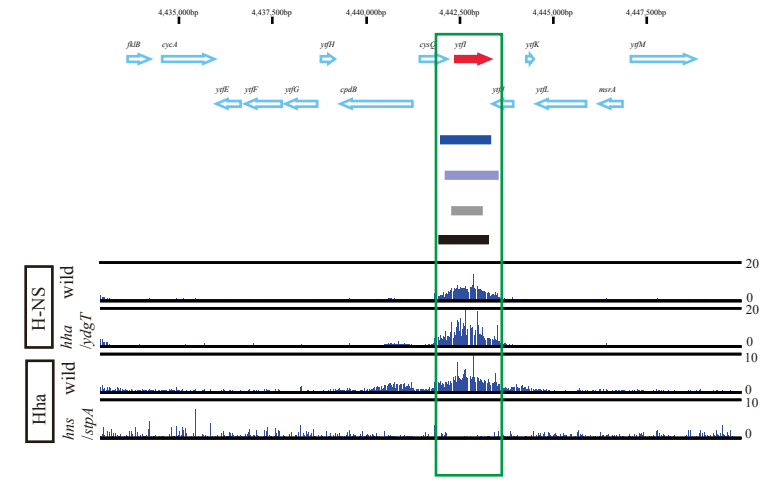 4,435,000bp 4,437,500bp 4,440,000bp 4,442,500bp 4,445,000bp 4,447,500bp
fklB cycA ytfH cysQ ytfI ytfK ytfM
ytfE ytfF ytfG cpdB ytfJ ytfL msrA
H-NS
wild
20
0
hha
/ydgT
20
0
Hha
wild
10
0
hns
/stpA
10
0